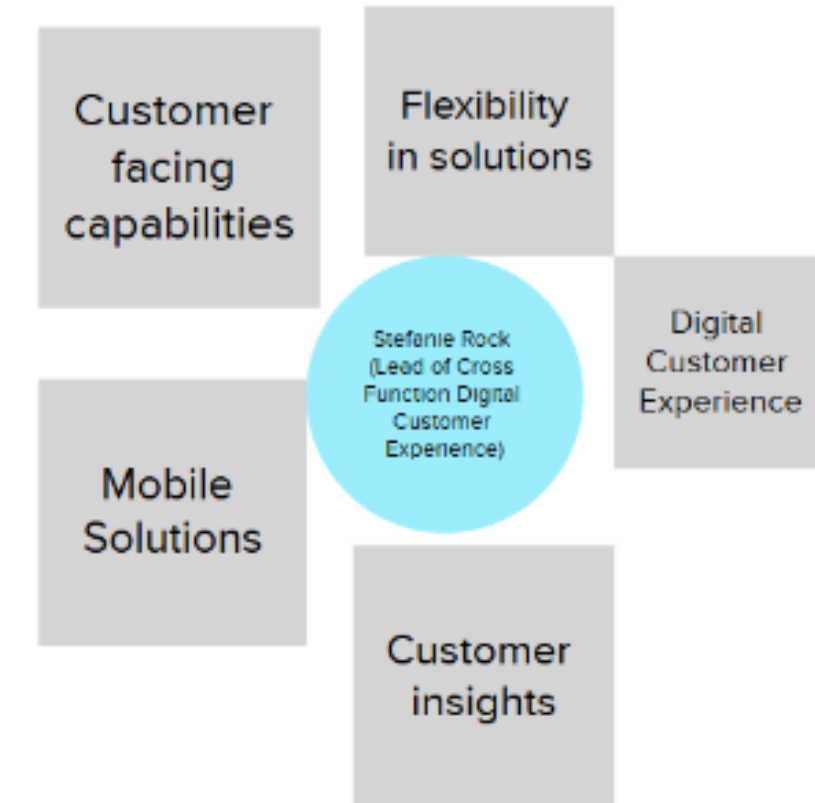 Customer
facing
capabilities
Flexibility
in solutions
Stefanie Rock
(Lead of Cross
Function Digital
Customer
Experience)
Digital
Customer
Experience
Mobile
Solutions
Customer
insights